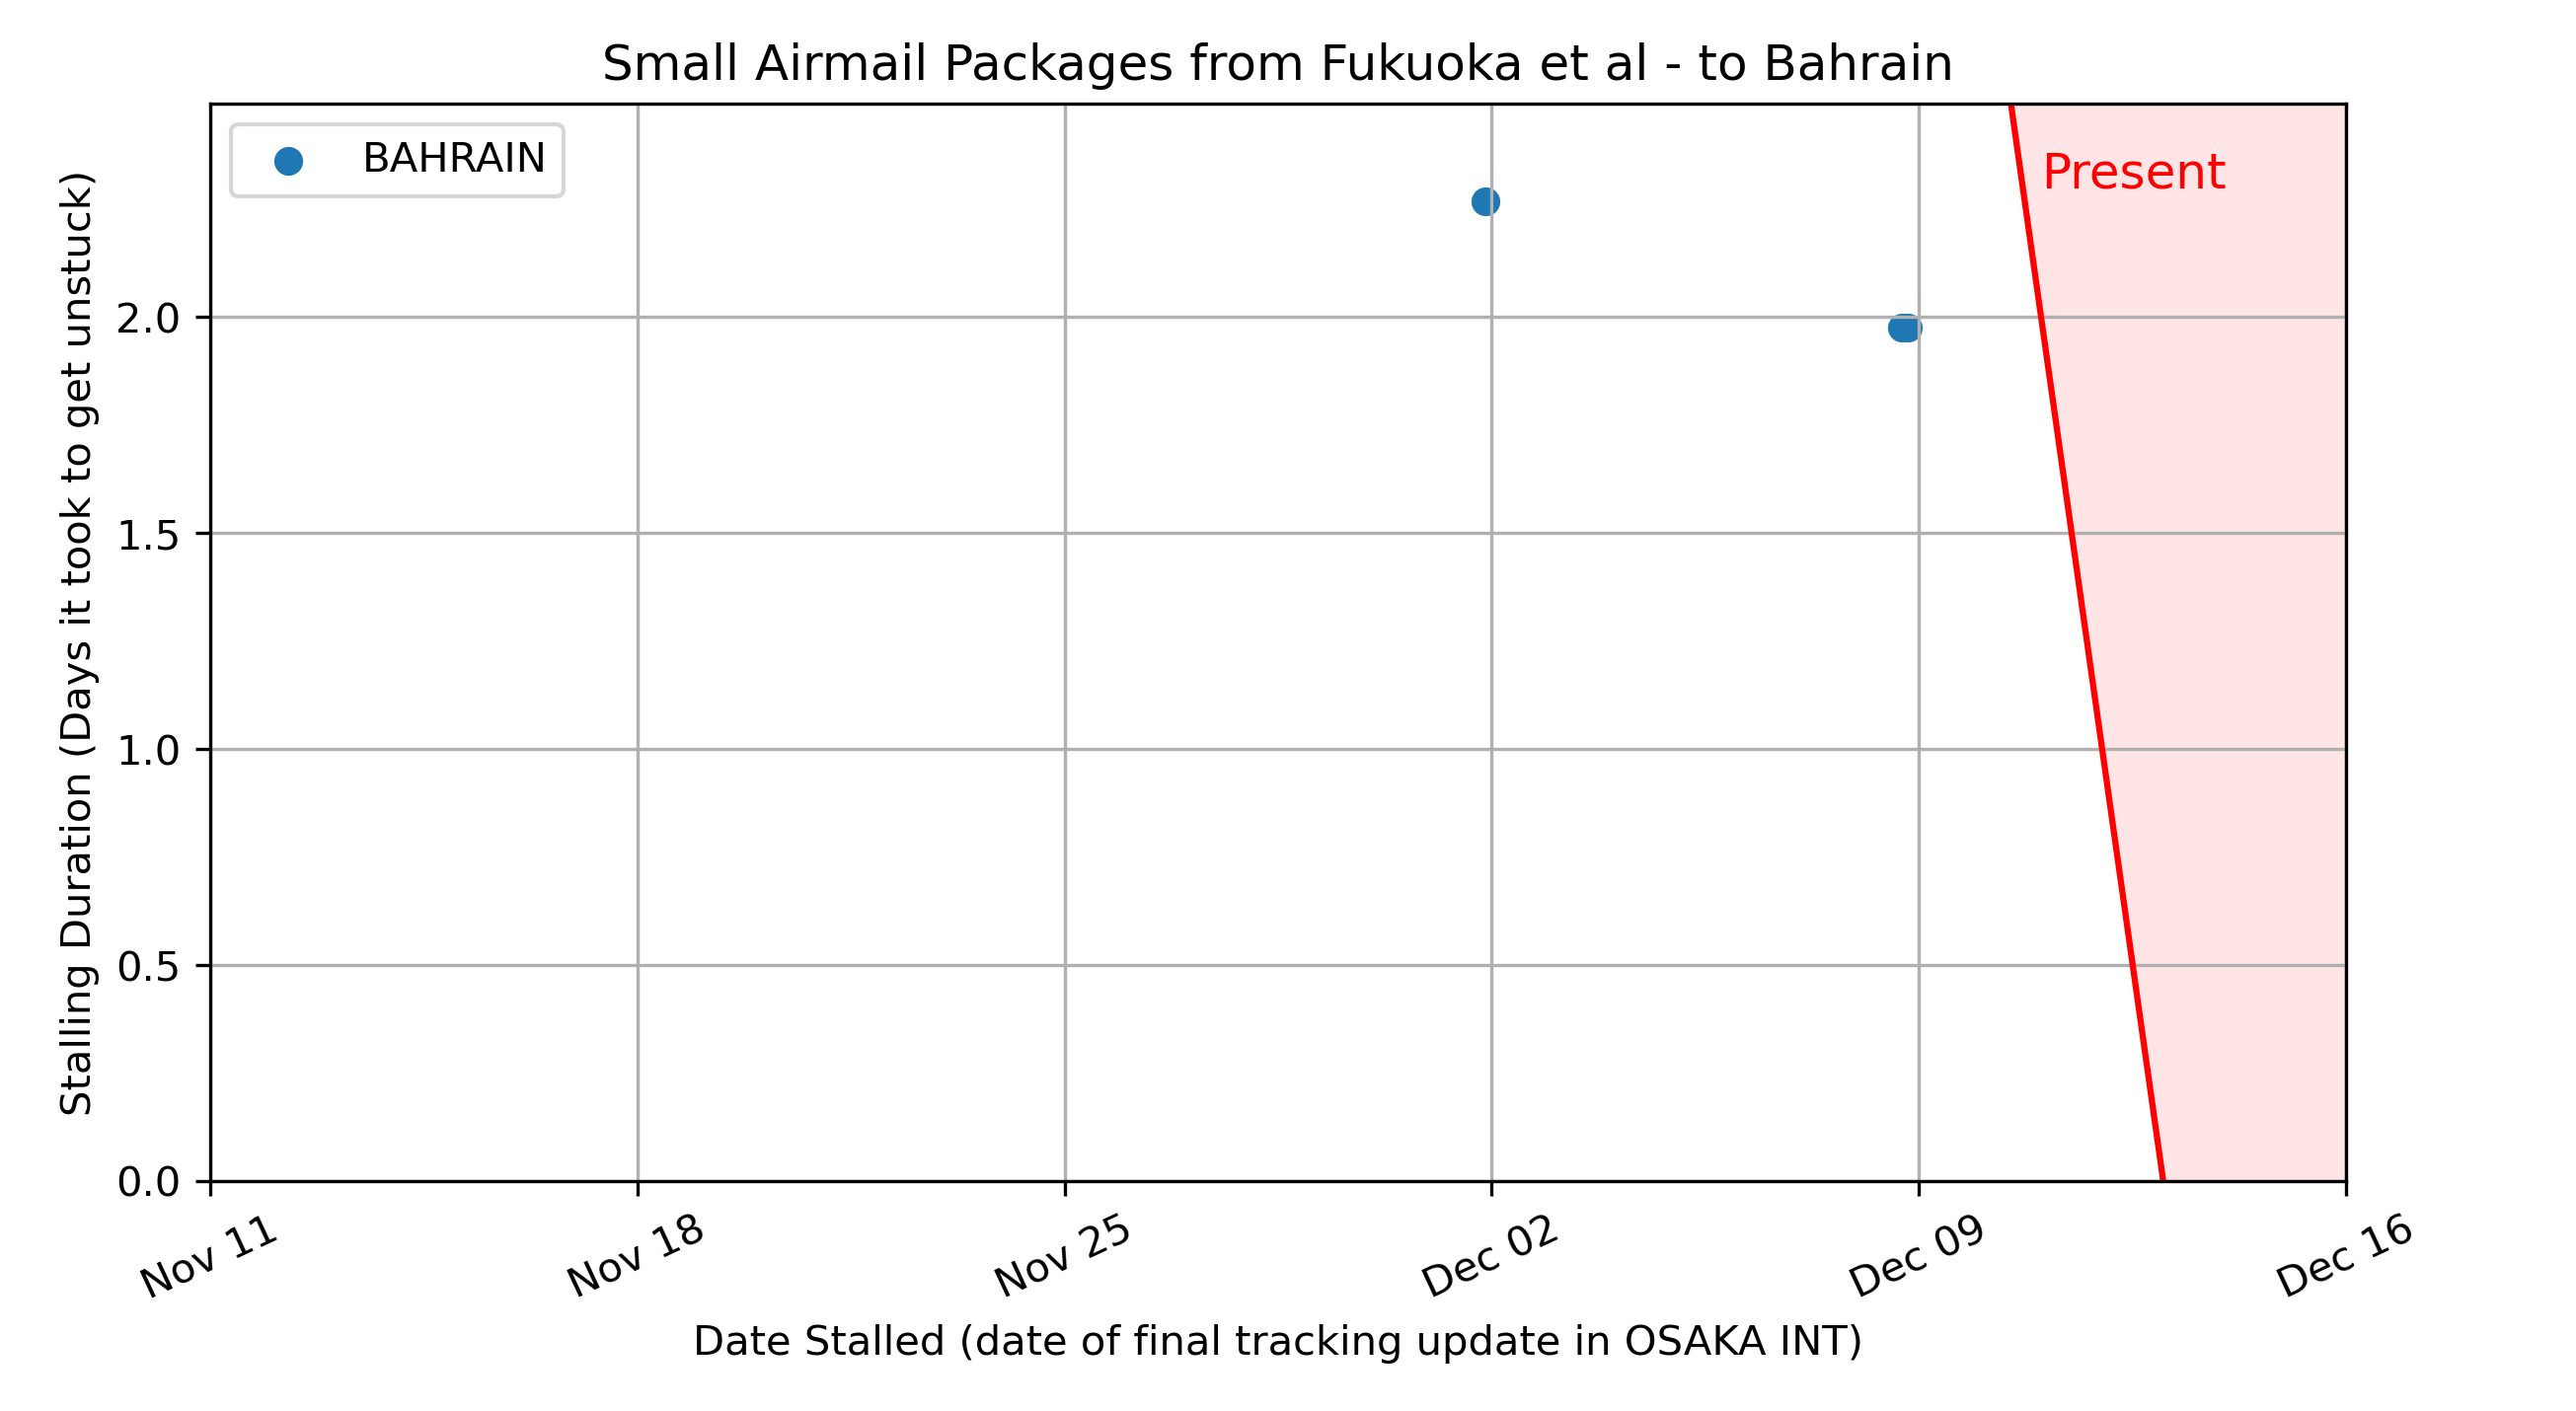 Small Airmail Packages from Fukuoka et al - to Bahrain
BAHRAIN
Present
Stalling Duration (Days it took to get unstuck)
2.0
1.5
1.0
0.5
0.0
Nov 11
Nov 18
Nov 25
Dec 02
Dec 09
Dec 16
Date Stalled (date of final tracking update in OSAKA INT)